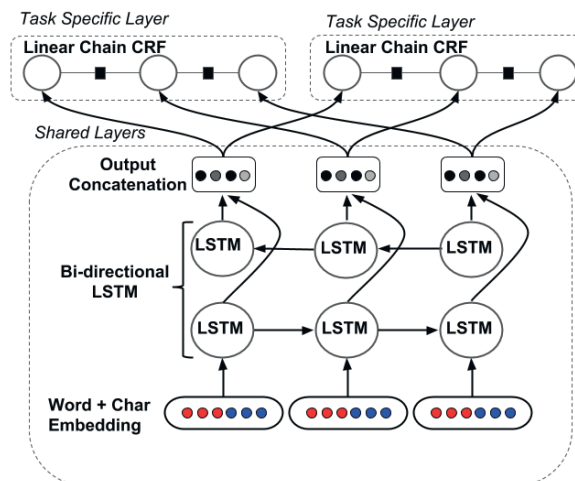 Task Specific Layer
Task Specific Layer
Linear Chain CRF
Linear Chain CRF
Shared Layers
Output
Concatenation
LSTM
LSTM
LSTM
Bi-directional
LSTM
LSTM
LSTM
LSTM
Word + Char
Embedding